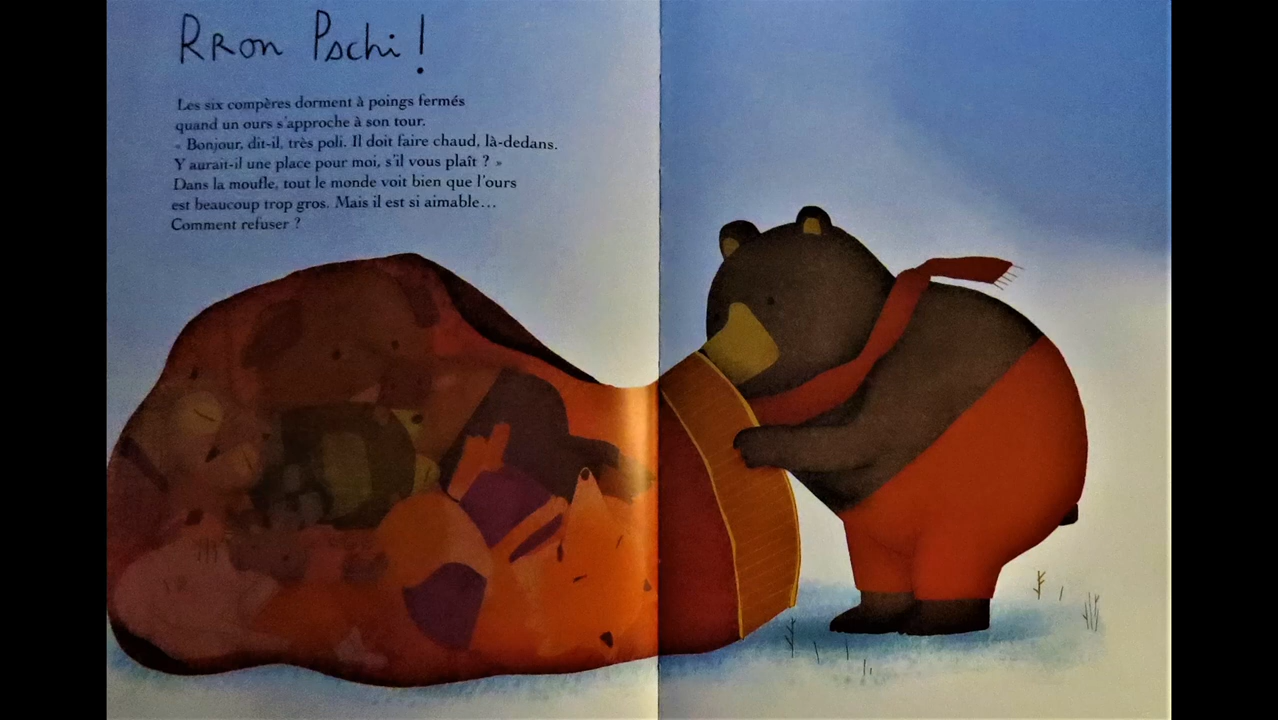 RRon Pschi !
Les six compères dorment à poings fermés
quand un ours s'approche à son tour.
« Bonjour, dit-il, très poli. Il doit faire chaud, là-dedans.
Y aurait-il une place pour moi, s'il vous plaît ? »
Dans la moufle, tout le monde voit bien que l'ours
est beaucoup trop gros. Mais il est si aimable...
Comment refuser ?